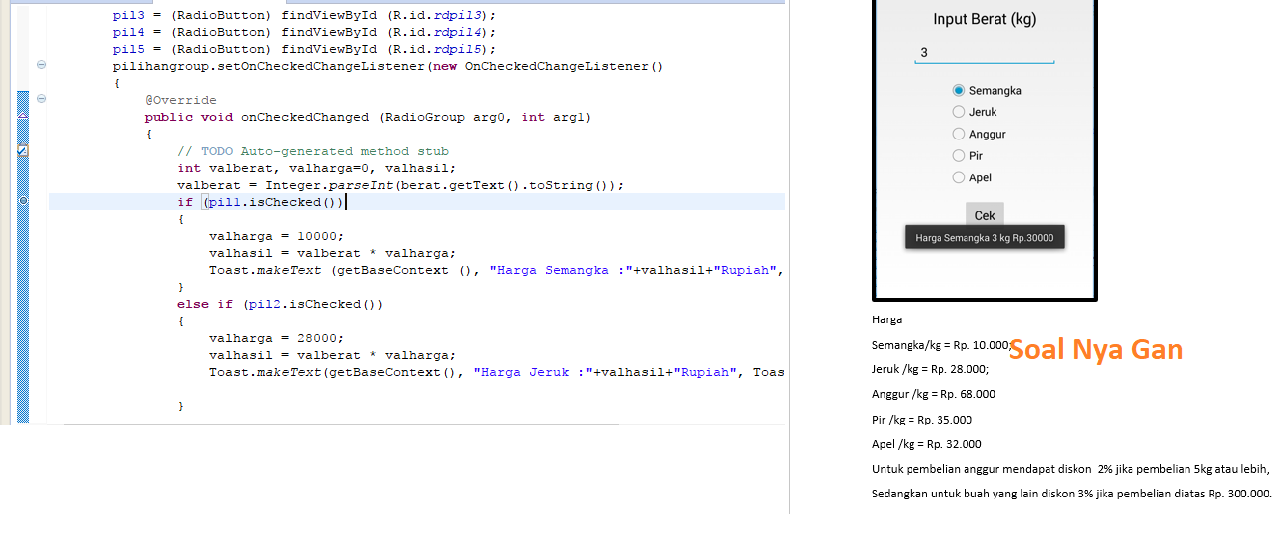 pil3 = (RadioButton) findViewById (R.id.rdpil3);
pil4 = (RadioButton) findViewById (R.id.rdpil4);
pil5 = (RadioButton) findViewById (R.id.rdpil5);
pilihangroup.setOnCheckedChangeListener(new OnCheckedChangeListener()
{
@Override
public void onCheckedChanged (RadioGroup arg0, int arg1)
{
// TODO Auto-generated method stub
int valberat, valharga=0, valhasil;
valberat = Integer.parseInt(berat.getText().toString());
if (pil1.isChecked())
{
valharga = 10000;
valhasil = valberat * valharga;
Toast.makeText (getBaseContext (), "Harga Semangka :"+valhasil+"Rupiah",
}
else if (pil2.isChecked())
{
valharga = 28000;
valhasil = valberat * valharga;
Toast.makeText(getBaseContext(), "Harga Jeruk :"+valhasil+"Rupiah", Toas
}
Input Berat (kg)
3
Semangka
Jeruk
Anggur
Pir
Apel
Cek
Harga Semangka 3 kg Rp.30000
Harga
Semangka/kg = Rp. 10.000;
Soal Nya Gan
Jeruk /kg = Rp. 28.000;
Anggur /kg = Rp. 68.000
Pir /kg = Rp. 35.000
Apel /kg = Rp. 32.000
Untuk pembelian anggur mendapat diskon 2% jika pembelian 5kg atau lebih,
Sedangkan untuk buah yang lain diskon 3% jika pembelian diatas Rp. 300.000.